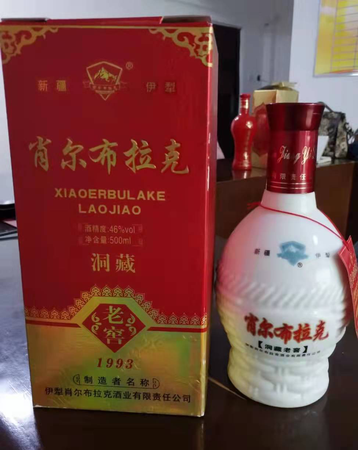 新疆
伊犁
肖尔布拉克
XIAOERBULAKE
LAOJIAO
酒精度:46%vol
净含量:500ml
洞藏
老窖
1993
制造者名称
伊犁肖尔布拉克酒业有限责任公司
新疆
伊犁
肖尔布拉克
【洞藏老窖】